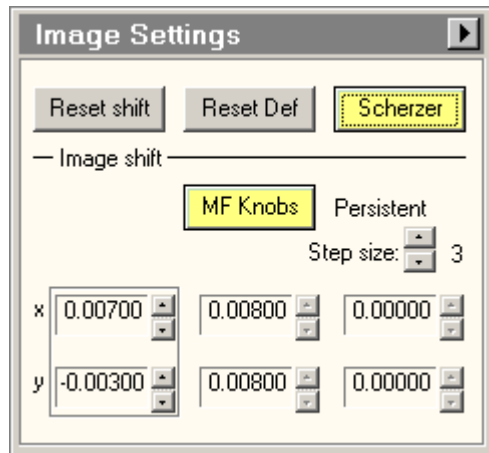 Image Settings
Reset shift Reset Def Scherzer
Image shift
MF Knobs Persistent
Step size: 3
x 0.00700 0.00800 0.00000
y -0.00300 0.00800 0.00000